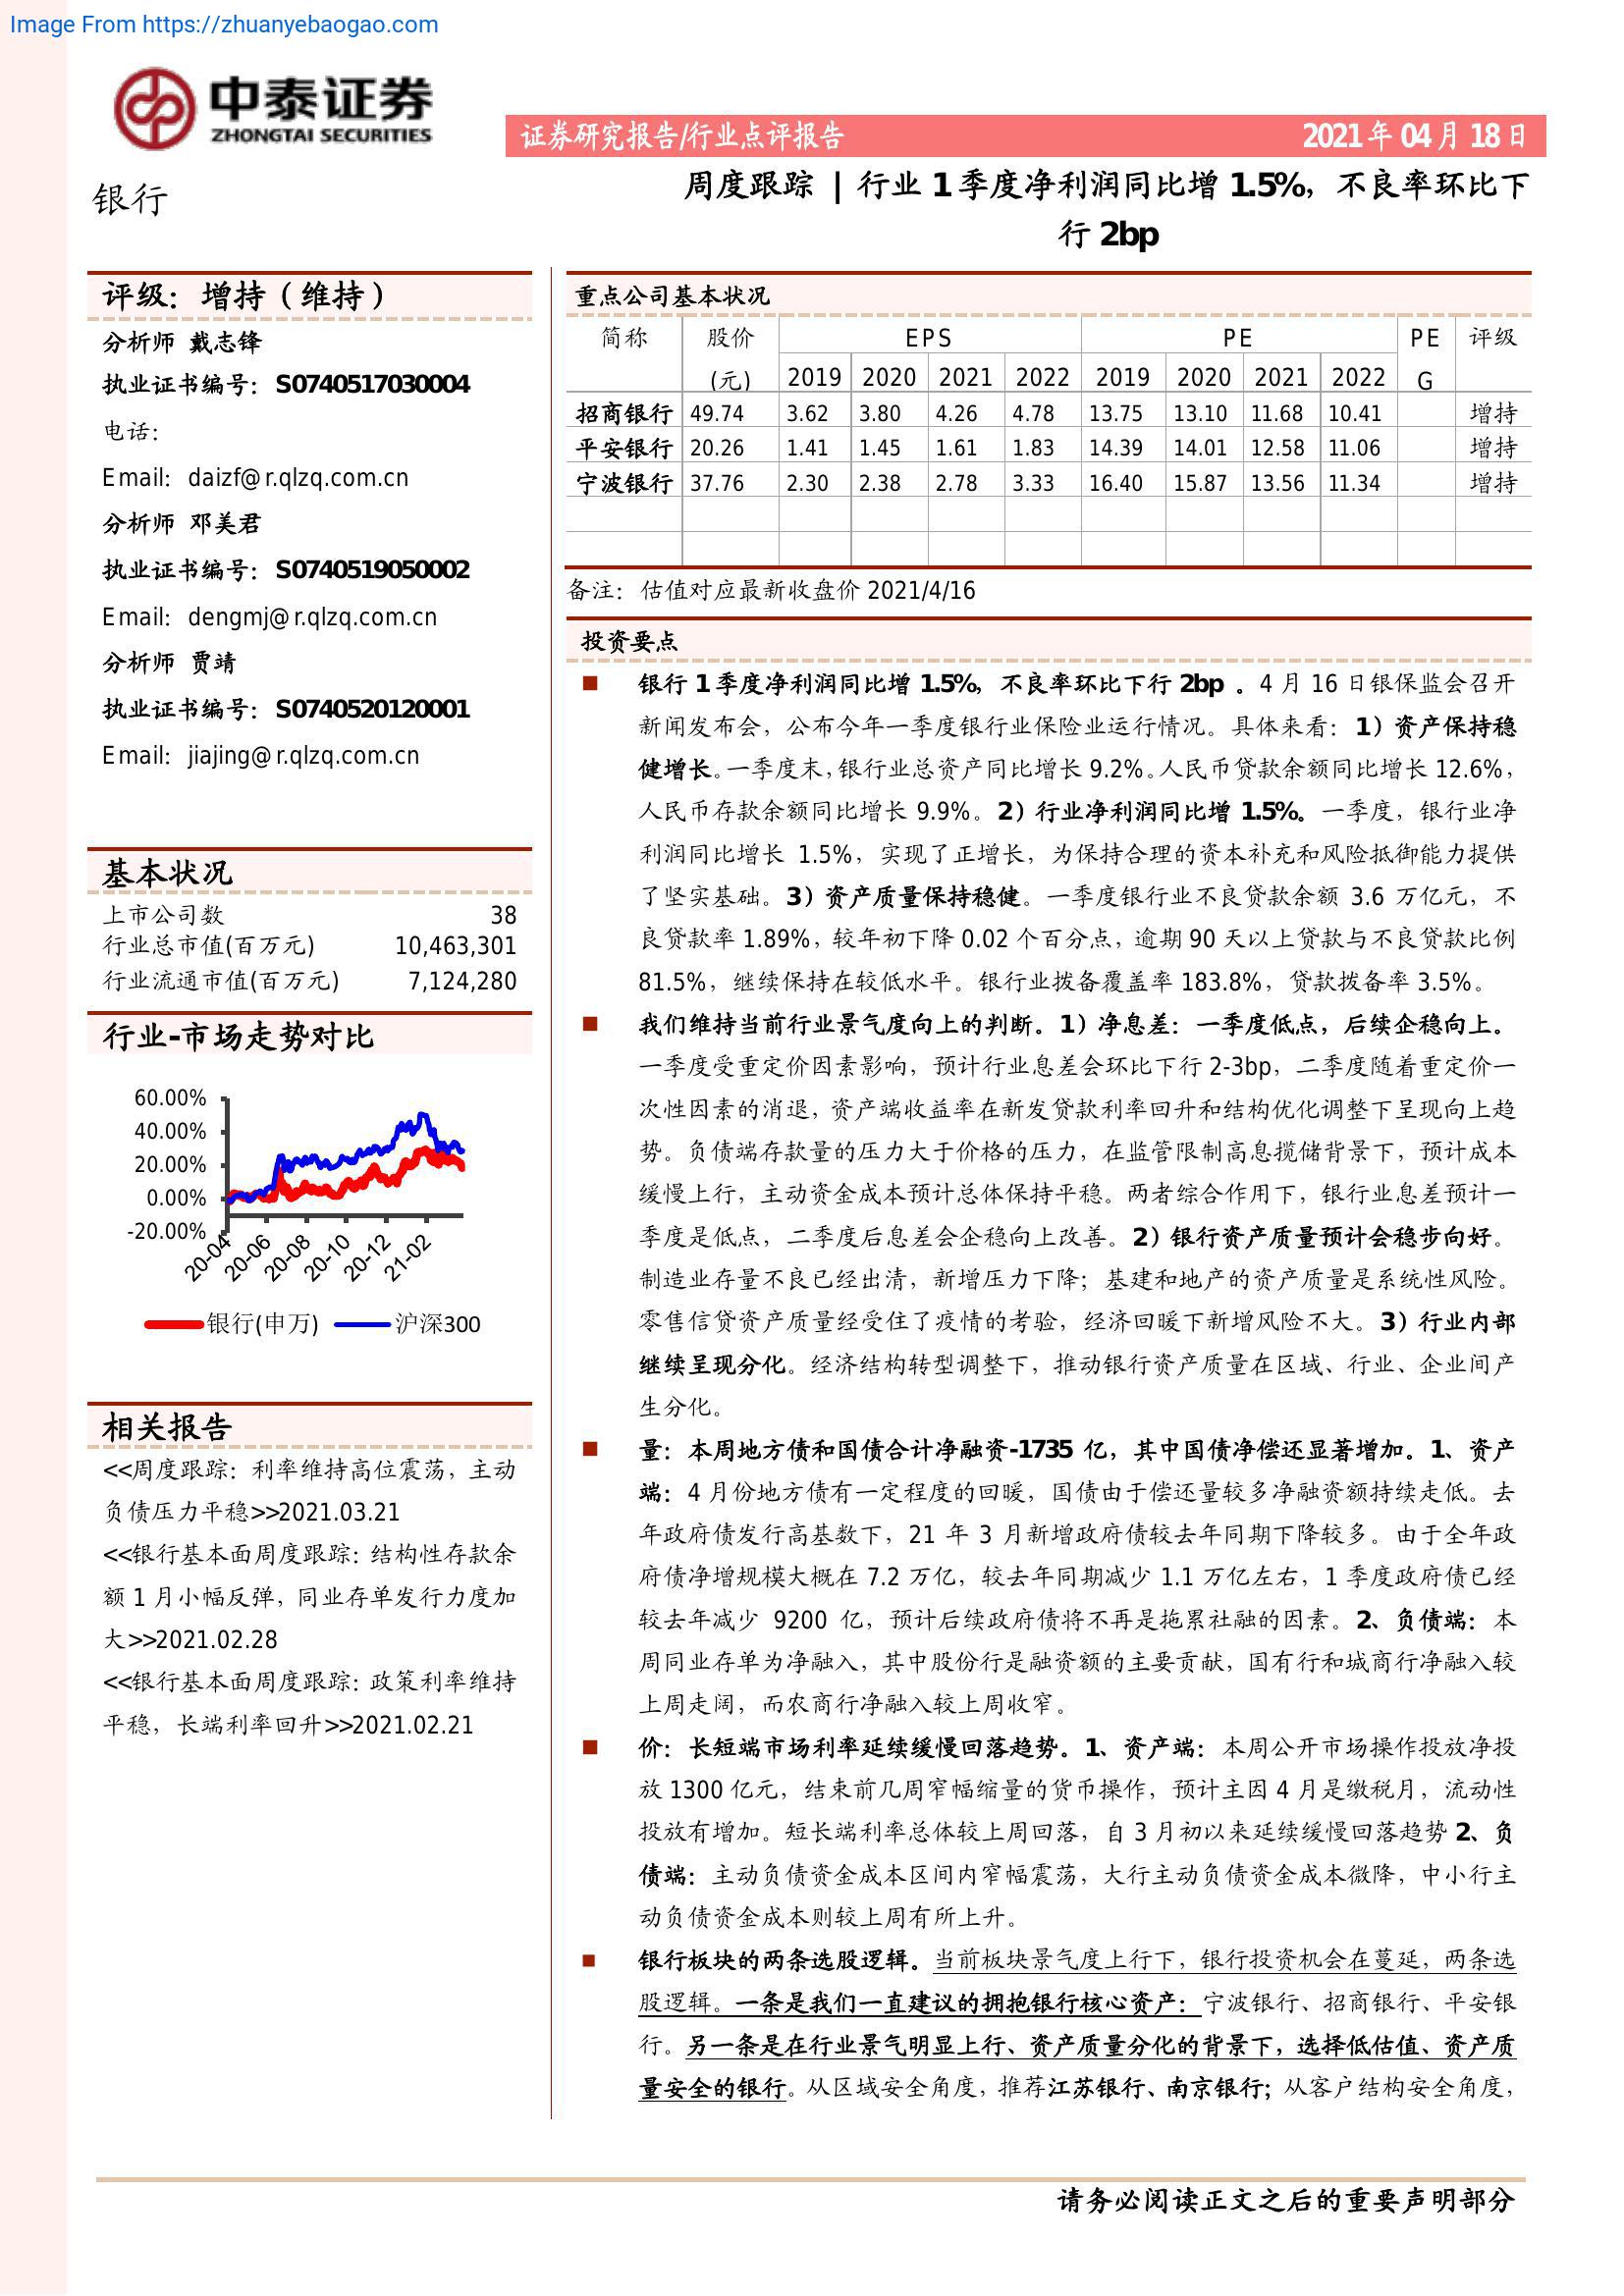 Image From https://zhuanyebaogao.com
中泰证券
ZHONGTAI SECURITIES
证券研究报告/行业点评报告 2021年04月18日
银行
周度跟踪 | 行业1季度净利润同比增1.5%，不良率环比下
行2bp
评级：增持（维持）
分析师 戴志锋
执业证书编号：S0740517030004
电话：
Email：daizf@r.qlzq.com.cn
分析师 邓美君
执业证书编号：S0740519050002
Email：dengmj@r.qlzq.com.cn
分析师 贾靖
执业证书编号：S0740520120001
Email：jiajing@r.qlzq.com.cn
基本状况
上市公司数 38
行业总市值(百万元) 10,463,301
行业流通市值(百万元) 7,124,280
行业-市场走势对比
60.00%
40.00%
20.00%
0.00%
-20.00%
20-04 20-06 20-08 20-10 20-12 21-02
银行(申万) 沪深300
相关报告
<<周度跟踪：利率维持高位震荡，主动
负债压力平稳>>2021.03.21
<<银行基本面周度跟踪：结构性存款余
额1月小幅反弹，同业存单发行力度加
大>>2021.02.28
<<银行基本面周度跟踪：政策利率维持
平稳，长端利率回升>>2021.02.21
重点公司基本状况
简称 股价 EPS PE PE 评级
(元) 2019 2020 2021 2022 2019 2020 2021 2022 G
招商银行 49.74 3.62 3.80 4.26 4.78 13.75 13.10 11.68 10.41 增持
平安银行 20.26 1.41 1.45 1.61 1.83 14.39 14.01 12.58 11.06 增持
宁波银行 37.76 2.30 2.38 2.78 3.33 16.40 15.87 13.56 11.34 增持
备注：估值对应最新收盘价2021/4/16
投资要点
■ 银行1季度净利润同比增1.5%，不良率环比下行2bp 。4月16日银保监会召开
新闻发布会，公布今年一季度银行业保险业运行情况。具体来看：1）资产保持稳
健增长。一季度末，银行业总资产同比增长9.2%。人民币贷款余额同比增长12.6%，
人民币存款余额同比增长9.9%。2）行业净利润同比增1.5%。一季度，银行业净
利润同比增长1.5%，实现了正增长，为保持合理的资本补充和风险抵御能力提供
了坚实基础。3）资产质量保持稳健。一季度银行业不良贷款余额3.6万亿元，不
良贷款率1.89%，较年初下降0.02个百分点，逾期90天以上贷款与不良贷款比例
81.5%，继续保持在较低水平。银行业拨备覆盖率183.8%，贷款拨备率3.5%。
■ 我们维持当前行业景气度向上的判断。1）净息差：一季度低点，后续企稳向上。
一季度受重定价因素影响，预计行业息差会环比下行2-3bp，二季度随着重定价一
次性因素的消退，资产端收益率在新发贷款利率回升和结构优化调整下呈现向上趋
势。负债端存款量的压力大于价格的压力，在监管限制高息揽储背景下，预计成本
缓慢上行，主动资金成本预计总体保持平稳。两者综合作用下，银行业息差预计一
季度是低点，二季度后息差会企稳向上改善。2）银行资产质量预计会稳步向好。
制造业存量不良已经出清，新增压力下降；基建和地产的资产质量是系统性风险。
零售信贷资产质量经受住了疫情的考验，经济回暖下新增风险不大。3）行业内部
继续呈现分化。经济结构转型调整下，推动银行资产质量在区域、行业、企业间产
生分化。
■ 量：本周地方债和国债合计净融资-1735亿，其中国债净偿还显著增加。1、资产
端：4月份地方债有一定程度的回暖，国债由于偿还量较多净融资额持续走低。去
年政府债发行高基数下，21年3月新增政府债较去年同期下降较多。由于全年政
府债净增规模大概在7.2万亿，较去年同期减少1.1万亿左右，1季度政府债已经
较去年减少9200亿，预计后续政府债将不再是拖累社融的因素。2、负债端：本
周同业存单为净融入，其中股份行是融资额的主要贡献，国有行和城商行净融入较
上周走阔，而农商行净融入较上周收窄。
■ 价：长短端市场利率延续缓慢回落趋势。1、资产端：本周公开市场操作投放净投
放1300亿元，结束前几周窄幅缩量的货币操作，预计主因4月是缴税月，流动性
投放有增加。短长端利率总体较上周回落，自3月初以来延续缓慢回落趋势2、负
债端：主动负债资金成本区间内窄幅震荡，大行主动负债资金成本微降，中小行主
动负债资金成本则较上周有所上升。
■ 银行板块的两条选股逻辑。当前板块景气度上行下，银行投资机会在蔓延，两条选
股逻辑。一条是我们一直建议的拥抱银行核心资产：宁波银行、招商银行、平安银
行。另一条是在行业景气明显上行、资产质量分化的背景下，选择低估值、资产质
量安全的银行。从区域安全角度，推荐江苏银行、南京银行；从客户结构安全角度，
请务必阅读正文之后的重要声明部分